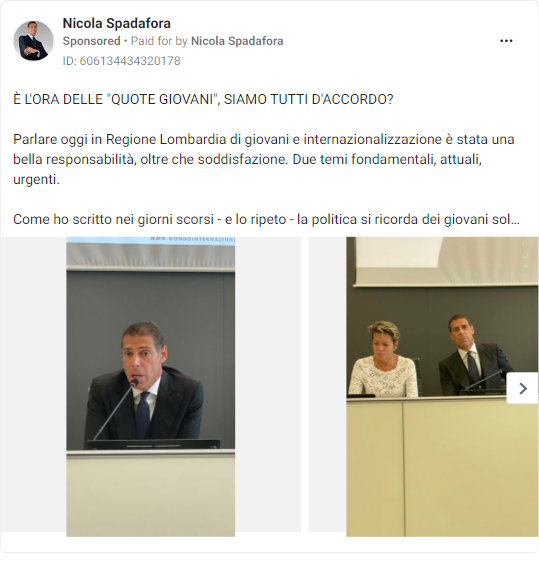 Nicola Spadafora
Sponsored • Paid for by Nicola Spadafora
ID: 606134434320178
È L'ORA DELLE "QUOTE GIOVANI", SIAMO TUTTI D'ACCORDO?
Parlare oggi in Regione Lombardia di giovani e internazionalizzazione è stata una
bella responsabilità, oltre che soddisfazione. Due temi fondamentali, attuali,
urgenti.
Come ho scritto nei giorni scorsi - e lo ripeto - la politica si ricorda dei giovani sol...